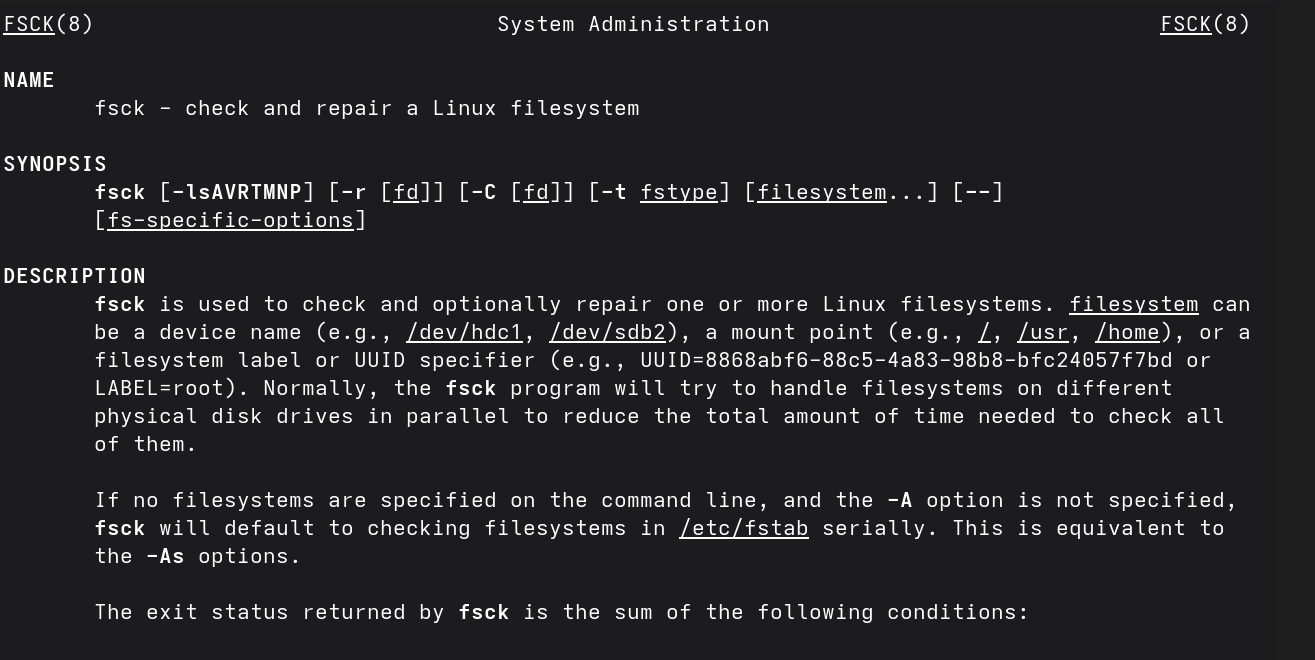 FSCK(8) System Administration FSCK(8)
NAME
fsck - check and repair a Linux filesystem
SYNOPSIS
fsck [-lsAVRTMNP] [-r [fd]] [-C [fd]] [-t fstype] [filesystem...] [--]
[fs-specific-options]
DESCRIPTION
fsck is used to check and optionally repair one or more Linux filesystems. filesystem can
be a device name (e.g., /dev/hdc1, /dev/sdb2), a mount point (e.g., /, /usr, /home), or a
filesystem label or UUID specifier (e.g., UUID=8868abf6-88c5-4a83-98b8-bfc24057f7bd or
LABEL=root). Normally, the fsck program will try to handle filesystems on different
physical disk drives in parallel to reduce the total amount of time needed to check all
of them.
If no filesystems are specified on the command line, and the -A option is not specified,
fsck will default to checking filesystems in /etc/fstab serially. This is equivalent to
the -As options.
The exit status returned by fsck is the sum of the following conditions: